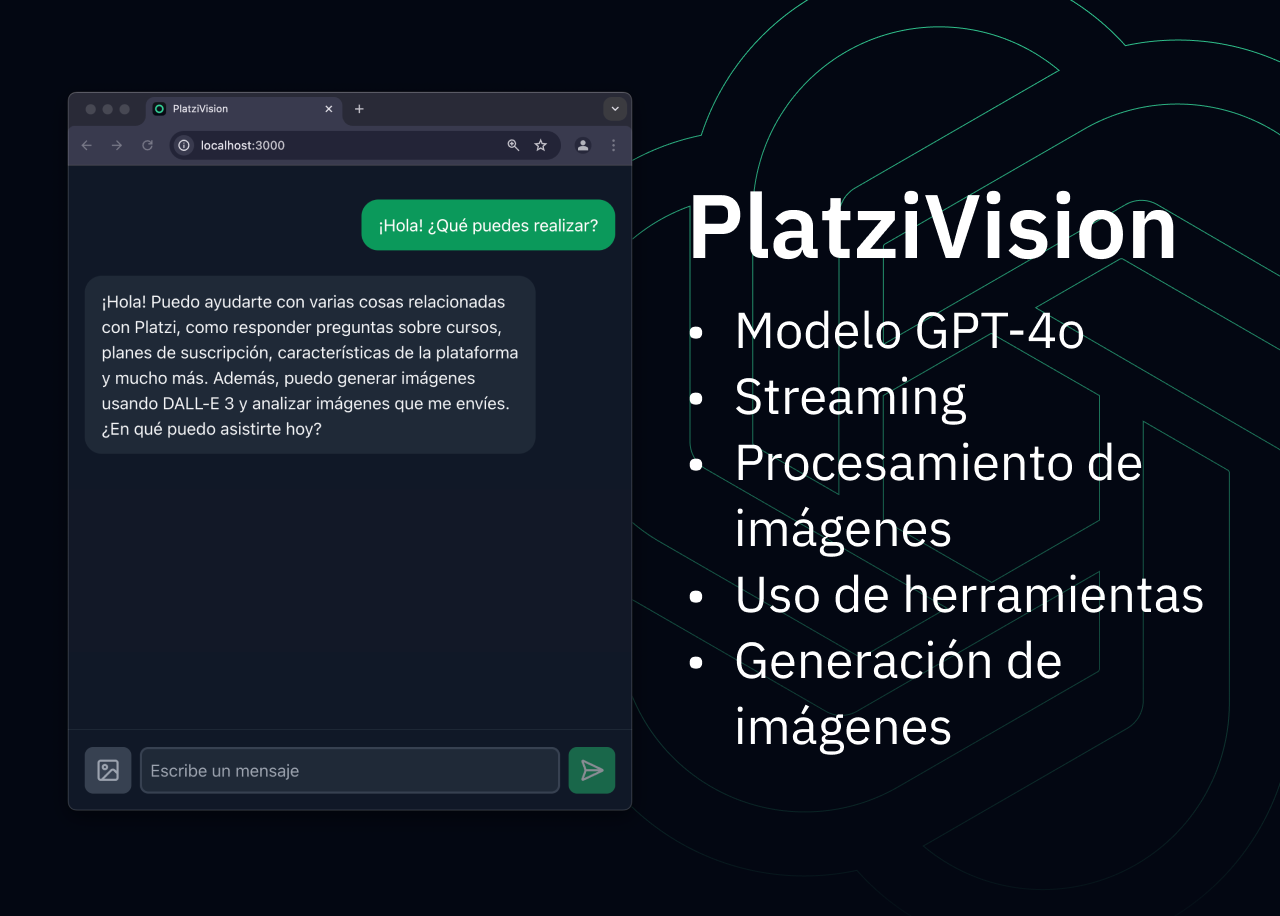 PlatziVision
localhost:3000
¡Hola! ¿Qué puedes realizar?
¡Hola! Puedo ayudarte con varias cosas relacionadas
con Platzi, como responder preguntas sobre cursos,
planes de suscripción, características de la plataforma
y mucho más. Además, puedo generar imágenes
usando DALL-E 3 y analizar imágenes que me envíes.
¿En qué puedo asistirte hoy?
Escribe un mensaje
PlatziVision
• Modelo GPT-4o
• Streaming
• Procesamiento de
imágenes
• Uso de herramientas
• Generación de
imágenes